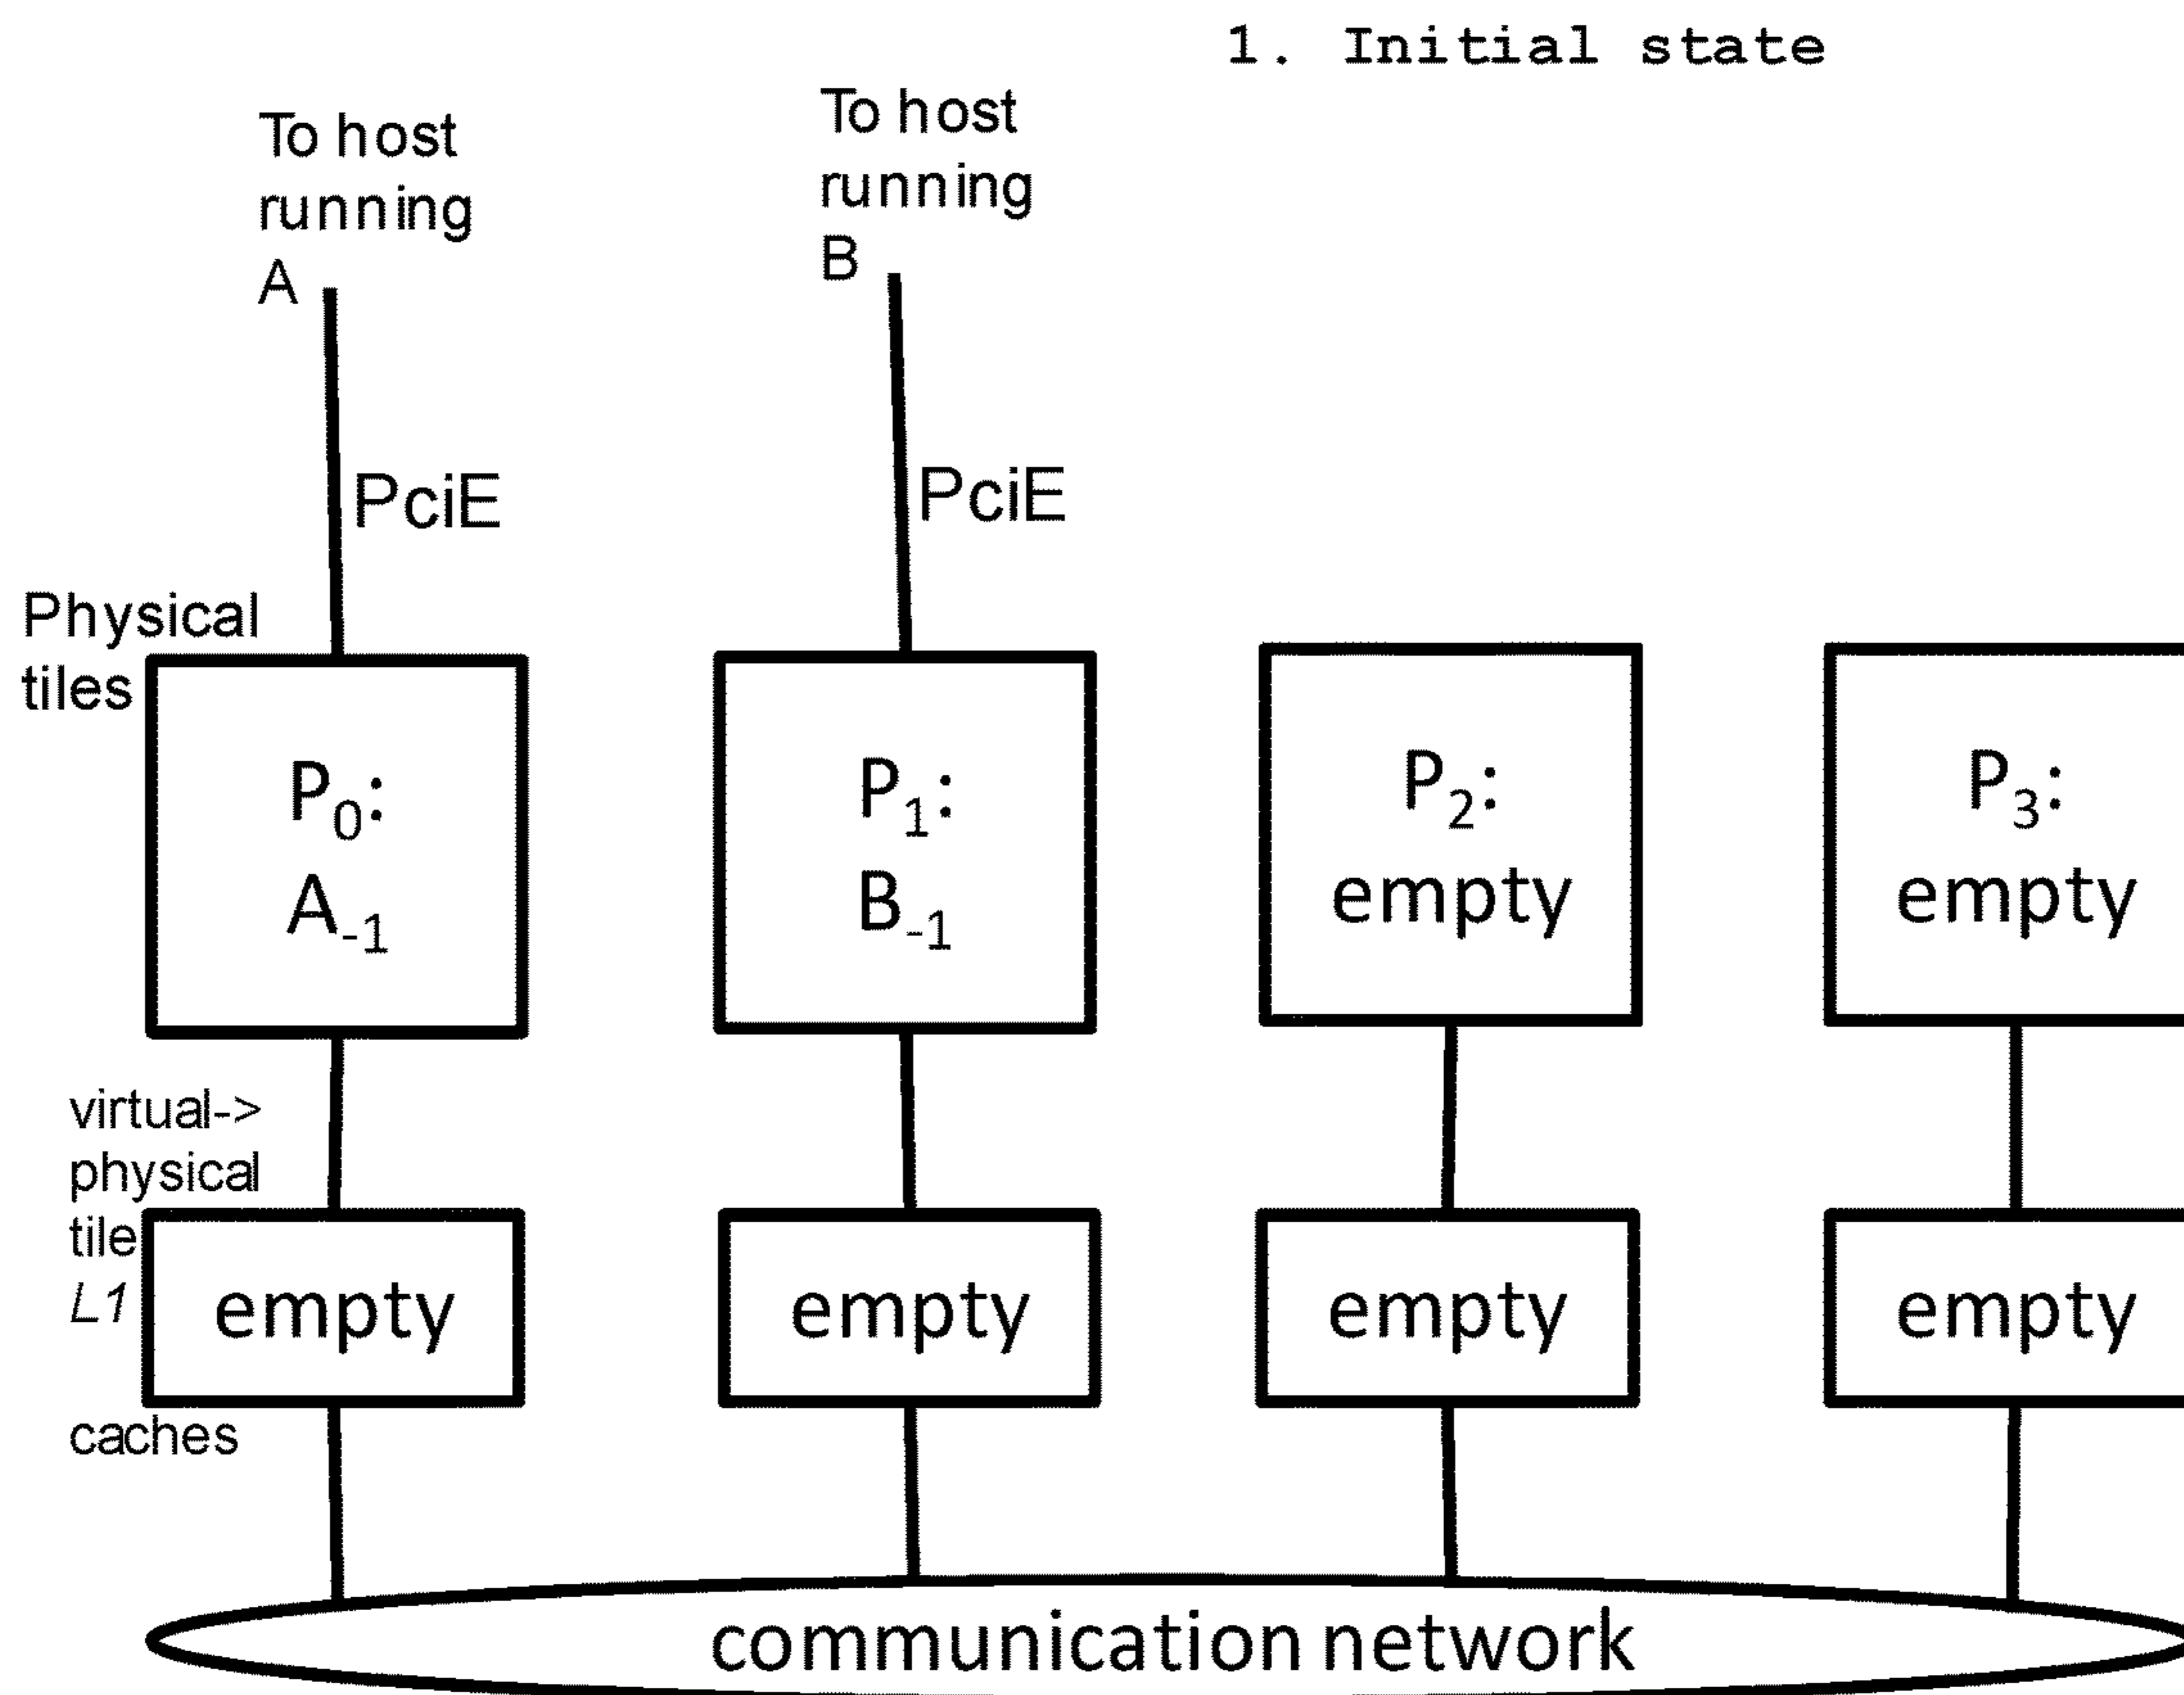 1. Initial state
To host
running
A
To host
running
B
PciE
PciE
Physical
tiles
P0:
A-1
P1:
B-1
P2:
empty
P3:
empty
virtual->
physical
tile
L1
caches
empty
empty
empty
empty
communication network